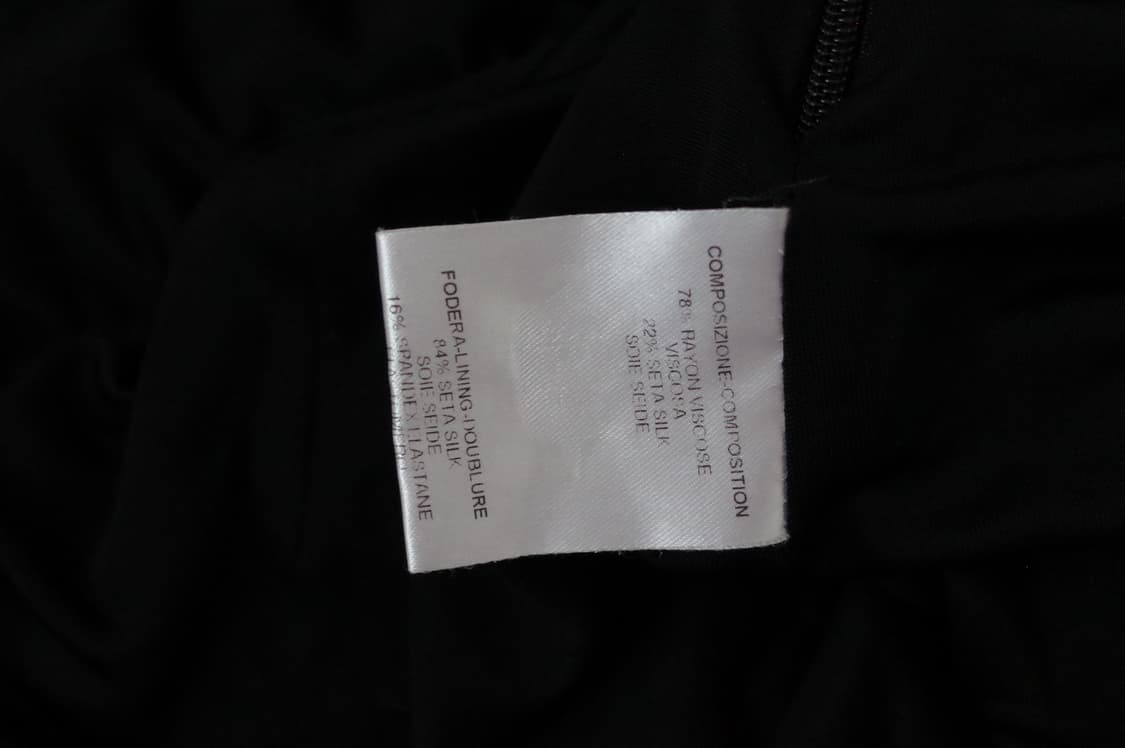 COMPOSIZIONE-COMPOSITION
78% RAYON VISCOSE
VISCOSA
22% SETA SILK
SOIE SEIDE
FODERA-LINING-DOUBLURE
84% SETA SILK
SOIE SEIDE
16% SPANDEX ELASTANE